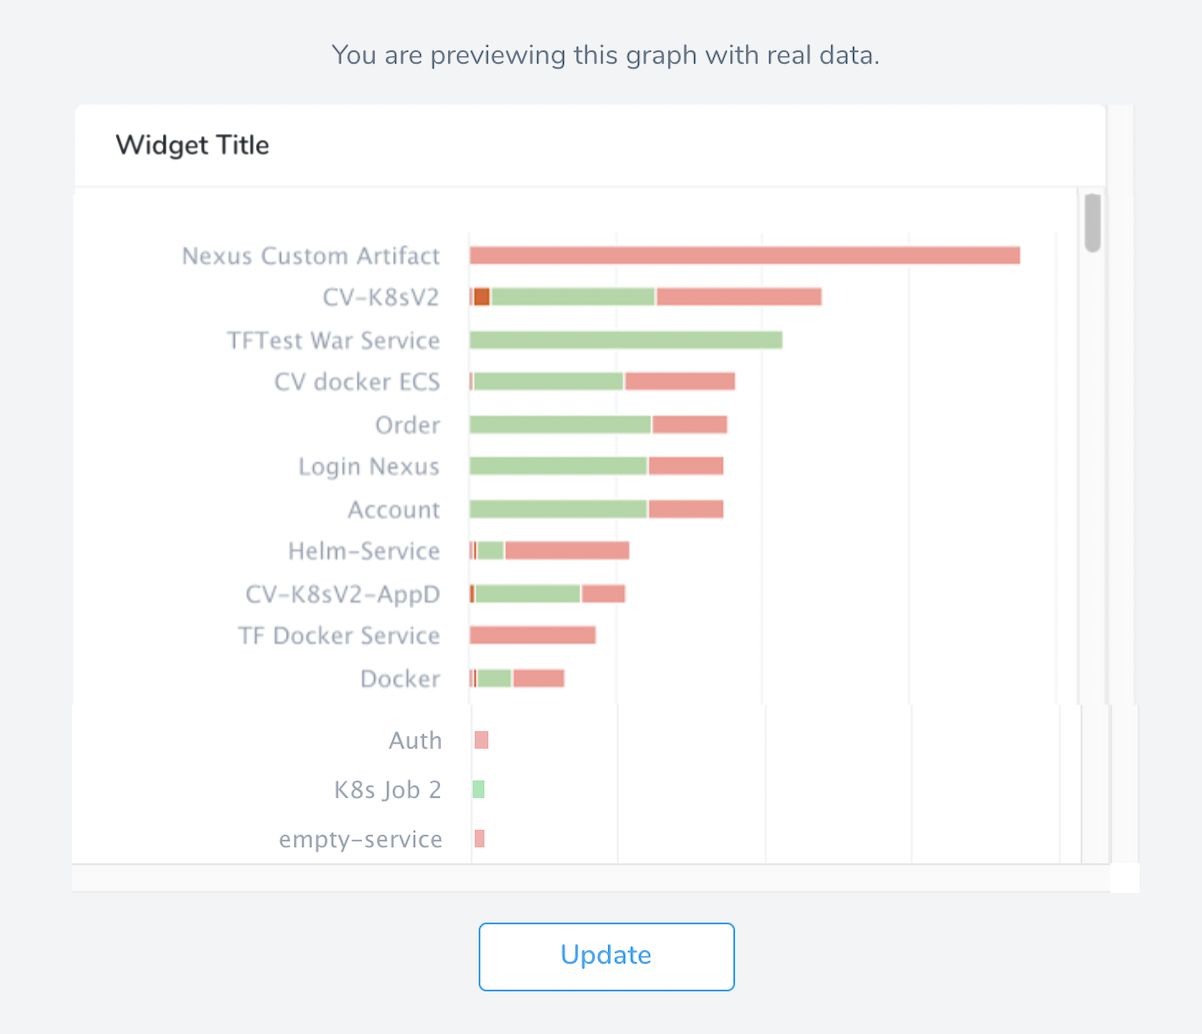 You are previewing this graph with real data.
Widget Title
Nexus Custom Artifact
CV-K8sV2
TFTest War Service
CV docker ECS
Order
Login Nexus
Account
Helm-Service
CV-K8sV2-AppD
TF Docker Service
Docker
Auth
K8s Job 2
empty-service
Update